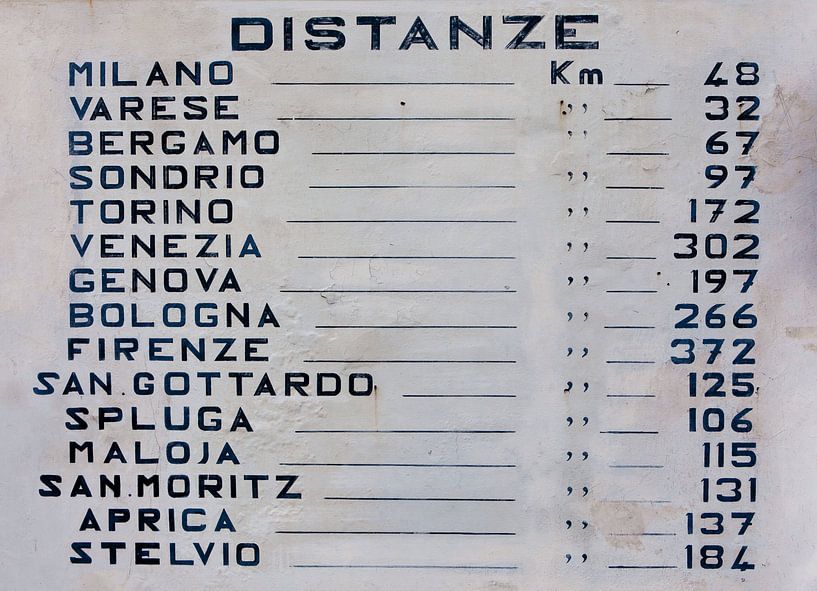 DISTANZE
MILANO Km 48
VARESE ,, 32
BERGAMO ,, 67
SONDRIO ,, 97
TORINO ,, 172
VENEZIA ,, 302
GENOVA ,, 197
BOLOGNA ,, 266
FIRENZE ,, 372
SAN.GOTTARDO ,, 125
SPLUGA ,, 106
MALOJA ,, 115
SAN.MORITZ ,, 131
APRICA ,, 137
STELVIO ,, 184